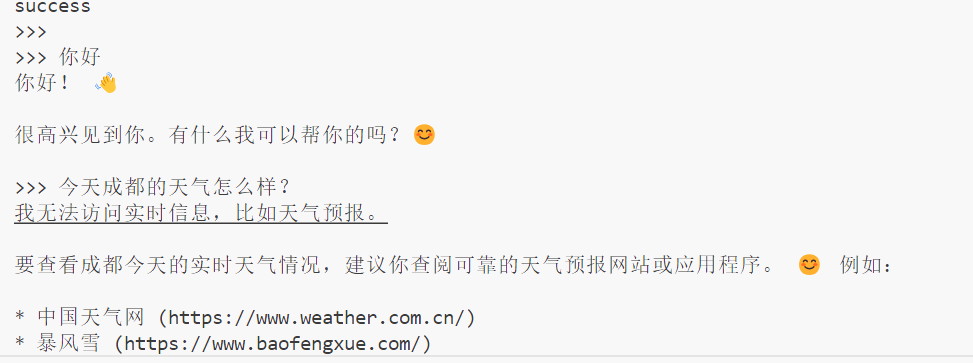 success
>>>
>>> 你好
你好! 👋
很高兴见到你。有什么我可以帮你的吗? 😊
>>> 今天成都的天气怎么样?
我无法访问实时信息，比如天气预报。
要查看成都今天的实时天气情况，建议你查阅可靠的天气预报网站或应用程序。 😊 例如:
* 中国天气网 (https://www.weather.com.cn/)
* 暴风雪 (https://www.baofengxue.com/)